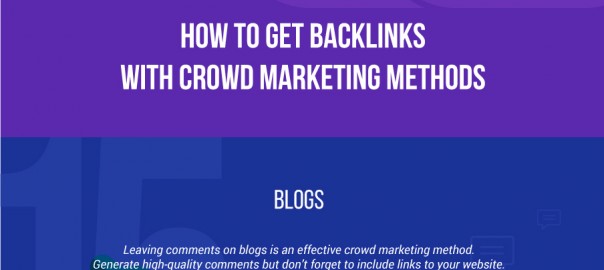 HOW TO GET BACKLINKS
WITH CROWD MARKETING METHODS
15
BLOGS
Leaving comments on blogs is an effective crowd marketing method.
Generate high-quality comments but don't forget to include links to your website.